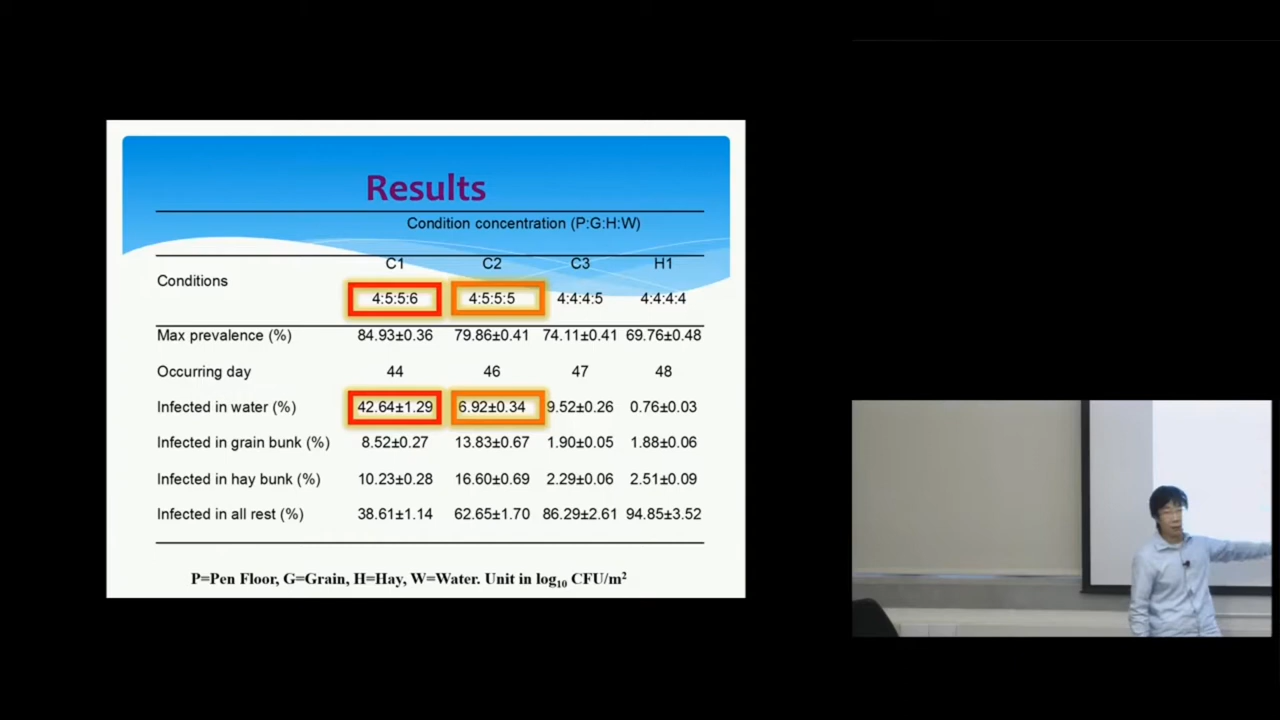 Results
Condition concentration (P:G:H:W)
Conditions C1 C2 C3 H1
4:5:5:6 4:5:5:5 4:4:4:5 4:4:4:4
Max prevalence (%) 84.93±0.36 79.86±0.41 74.11±0.41 69.76±0.48
Occurring day 44 46 47 48
Infected in water (%) 42.64±1.29 6.92±0.34 9.52±0.26 0.76±0.03
Infected in grain bunk (%) 8.52±0.27 13.83±0.67 1.90±0.05 1.88±0.06
Infected in hay bunk (%) 10.23±0.28 16.60±0.69 2.29±0.06 2.51±0.09
Infected in all rest (%) 38.61±1.14 62.65±1.70 86.29±2.61 94.85±3.52
P=Pen Floor, G=Grain, H=Hay, W=Water. Unit in log₁₀ CFU/m²